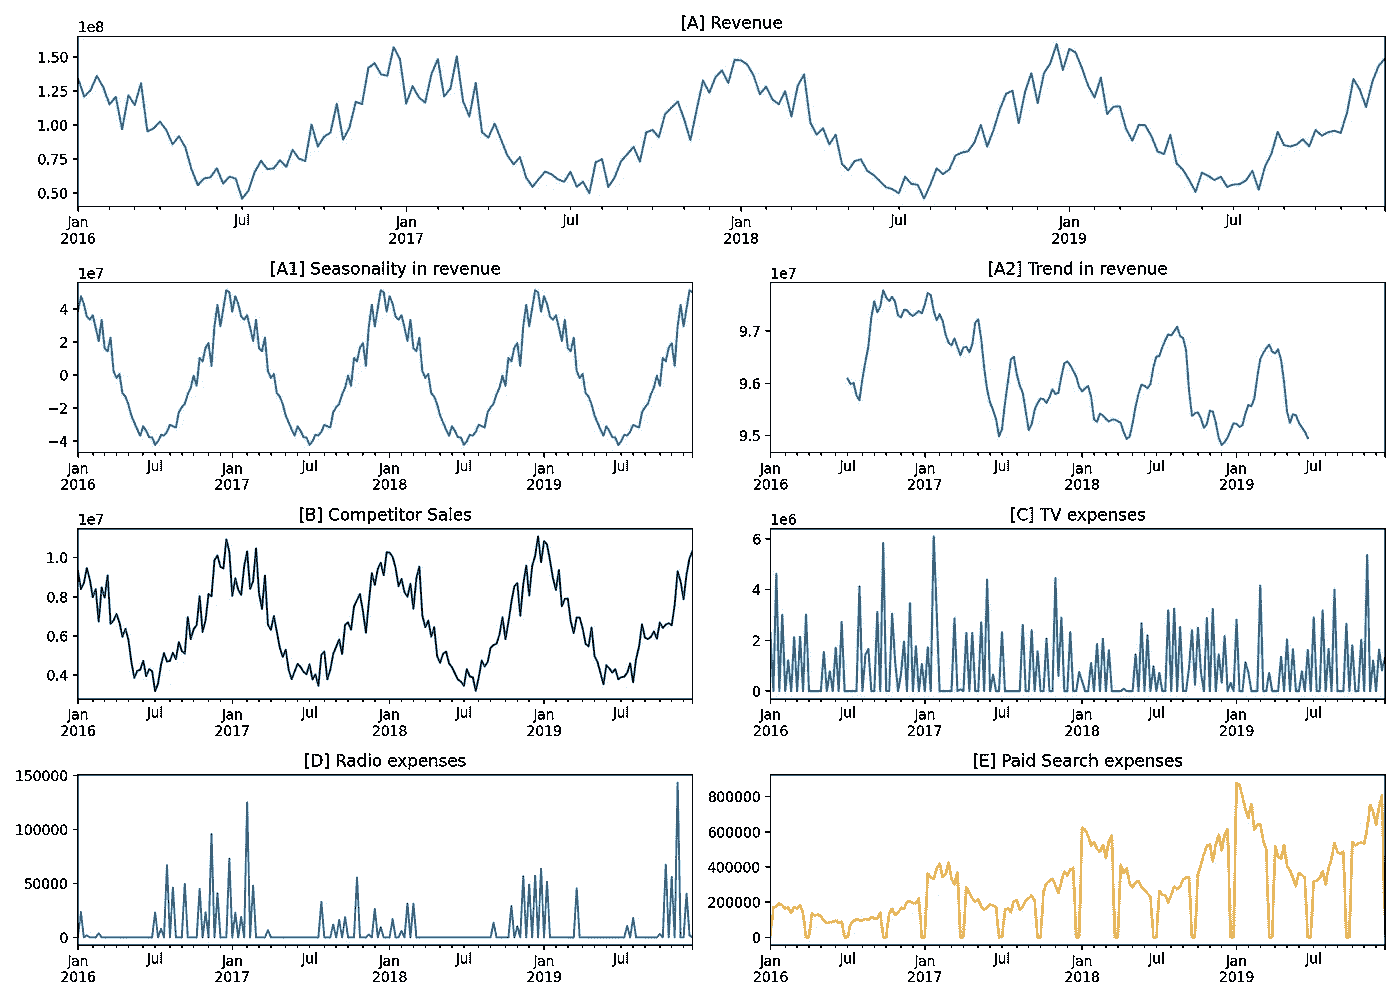 [A] Revenue
1e8
1.50
1.25
1.00
0.75
0.50
Jan Jul Jan Jul Jan Jul Jan Jul
2016 2017 2018 2019
[A1] Seasonality in revenue
1e7
4
2
0
−2
−4
Jan Jul Jan Jul Jan Jul Jan Jul
2016 2017 2018 2019
[A2] Trend in revenue
1e7
9.7
9.6
9.5
Jan Jul Jan Jul Jan Jul Jan Jul
2016 2017 2018 2019
[B] Competitor Sales
1e7
1.0
0.8
0.6
0.4
Jan Jul Jan Jul Jan Jul Jan Jul
2016 2017 2018 2019
[C] TV expenses
1e6
6
4
2
0
Jan Jul Jan Jul Jan Jul Jan Jul
2016 2017 2018 2019
[D] Radio expenses
150000
100000
50000
0
Jan Jul Jan Jul Jan Jul Jan Jul
2016 2017 2018 2019
[E] Paid Search expenses
800000
600000
400000
200000
0
Jan Jul Jan Jul Jan Jul Jan Jul
2016 2017 2018 2019